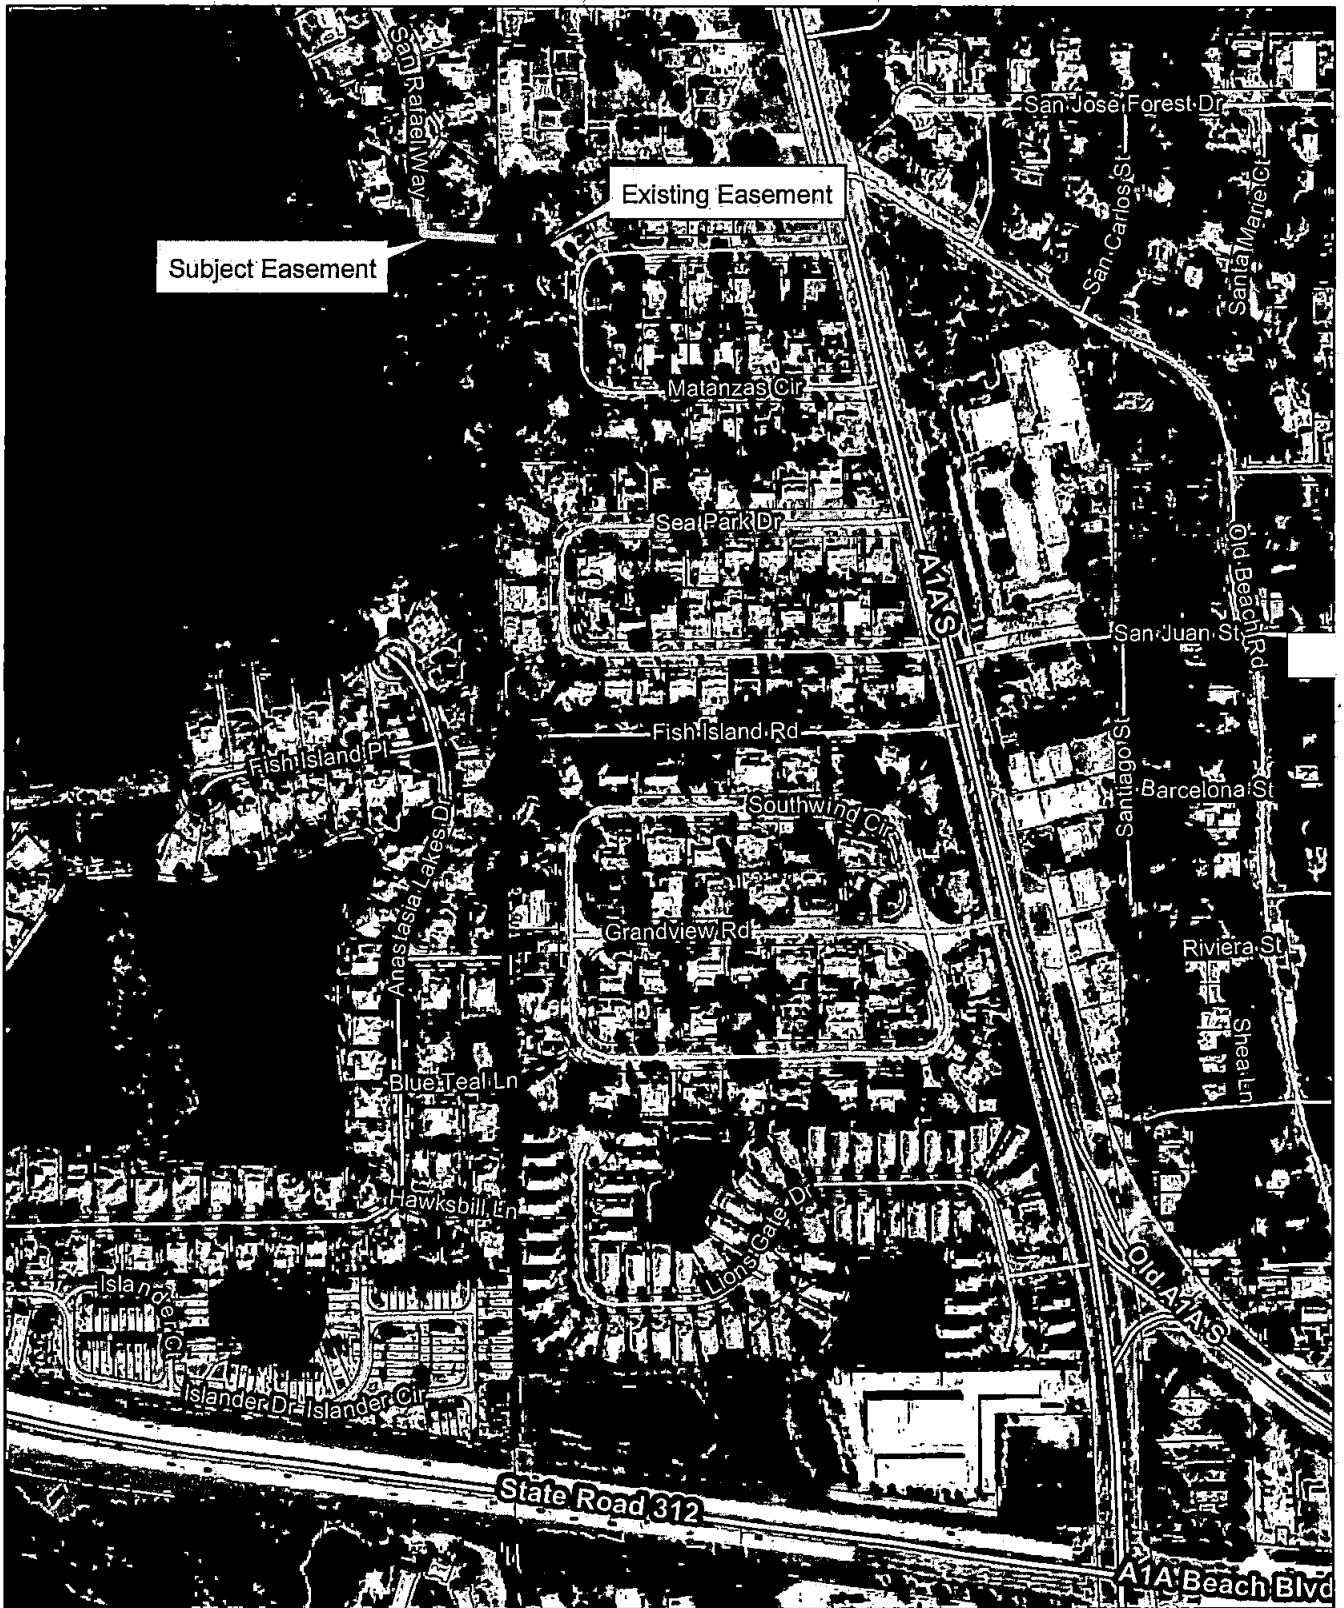 San Rafael Way
San Jose Forest Dr
Existing Easement
San Carlos St
Santa Marie Ct
Subject Easement
Matanzas Cir
Sea Park Dr
A1A S
Old Beach Rd
San Juan St
Fish Island Rd
Fish Island Pl
Santiago St
Barcelona St
Southwind Cir
Anastasia Lakes Dr
Grandview Rd
Riviera St
Shea Ln
Blue Teal Ln
Hawksbill Ln
Lions Gate Dr
Old A1A S
Islander Ct
Islander Dr
Islander Cir
State Road 312
A1A Beach Blvd